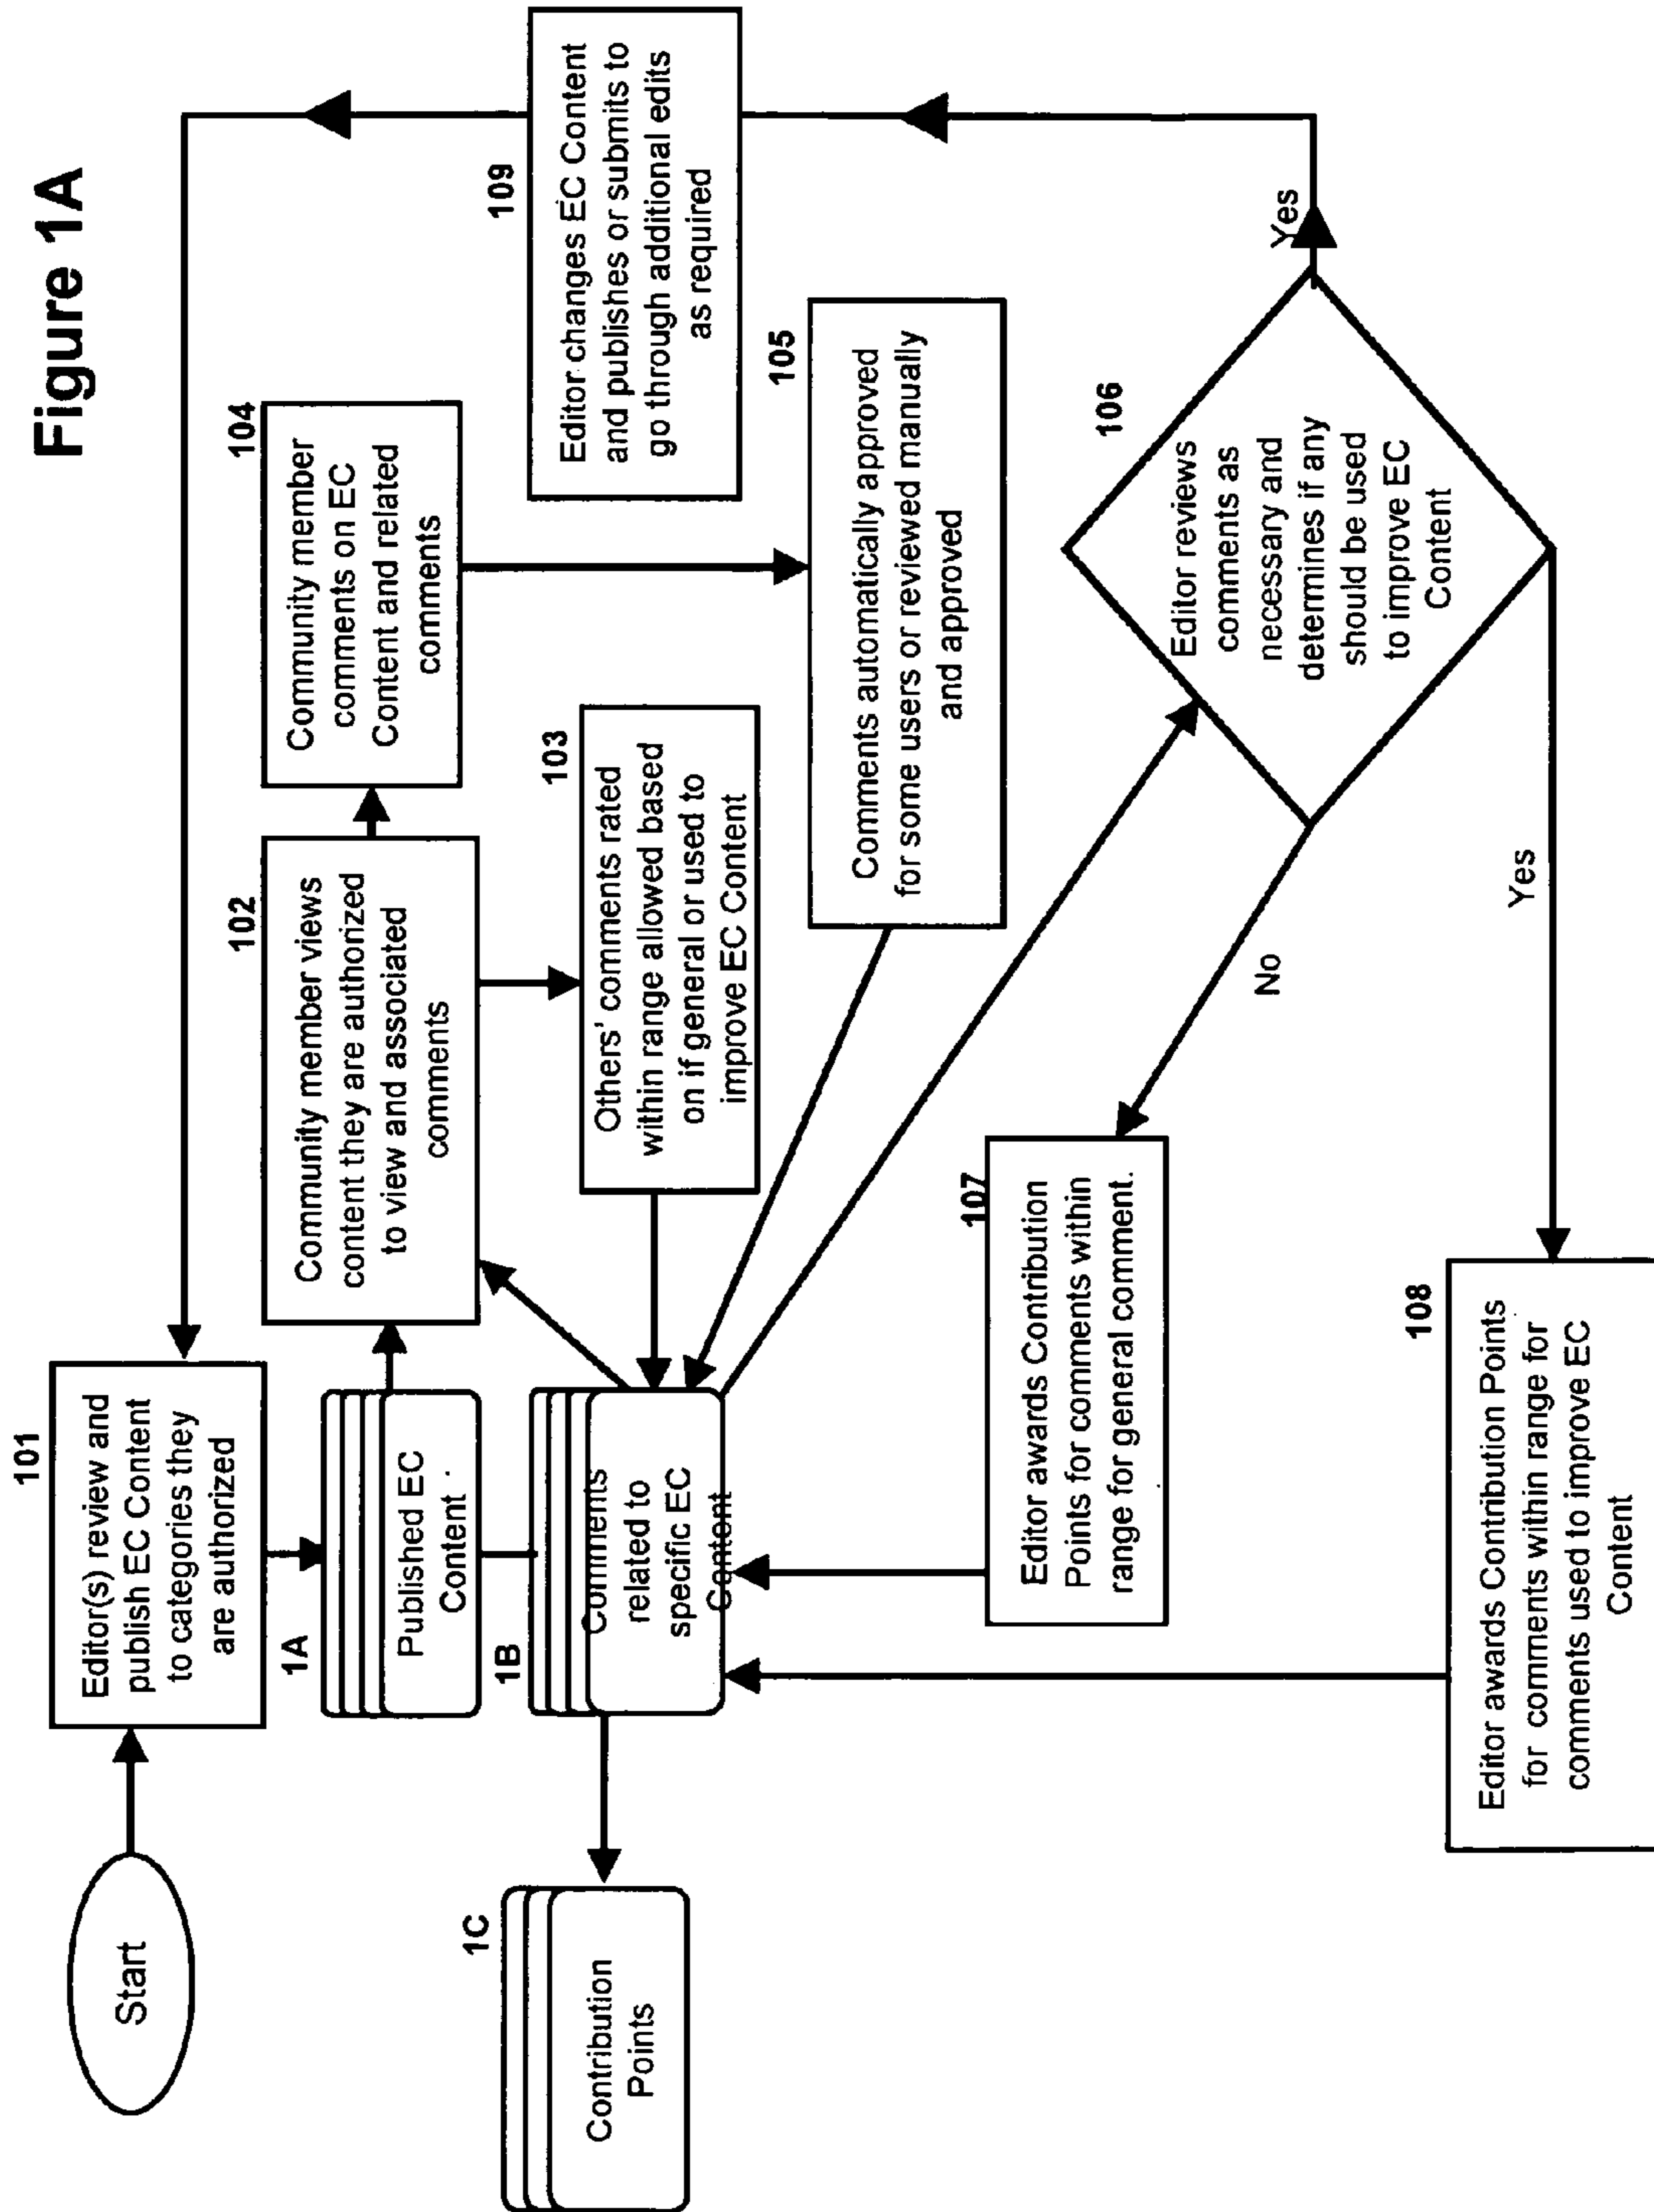 Figure 1A
Start
101
Editor(s) review and
publish EC Content
to categories they
are authorized
1A
Published EC
Content
1B
Comments
related to
specific EC
Content
1C
Contribution
Points
102
Community member views
content they are authorized
to view and associated
comments
103
Others' comments rated
within range allowed based
on if general or used to
improve EC Content
104
Community member
comments on EC
Content and related
comments
105
Comments automatically approved
for some users or reviewed manually
and approved
106
Editor reviews
comments as
necessary and
determines if any
should be used
to improve EC
Content
No
Yes
Yes
107
Editor awards Contribution
Points for comments within
range for general comment.
108
Editor awards Contribution Points
for comments within range for
comments used to improve EC
Content
109
Editor changes EC Content
and publishes or submits to
go through additional edits
as required